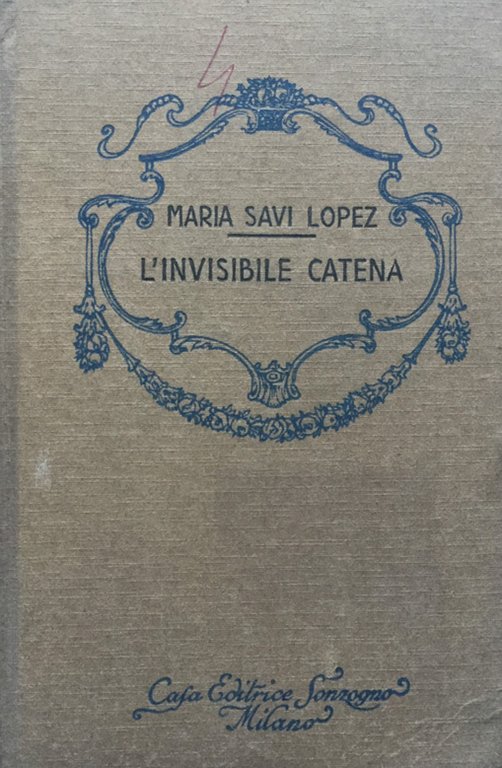 MARIA SAVI LOPEZ
L'INVISIBILE CATENA
Casa Editrice Sonzogno
Milano